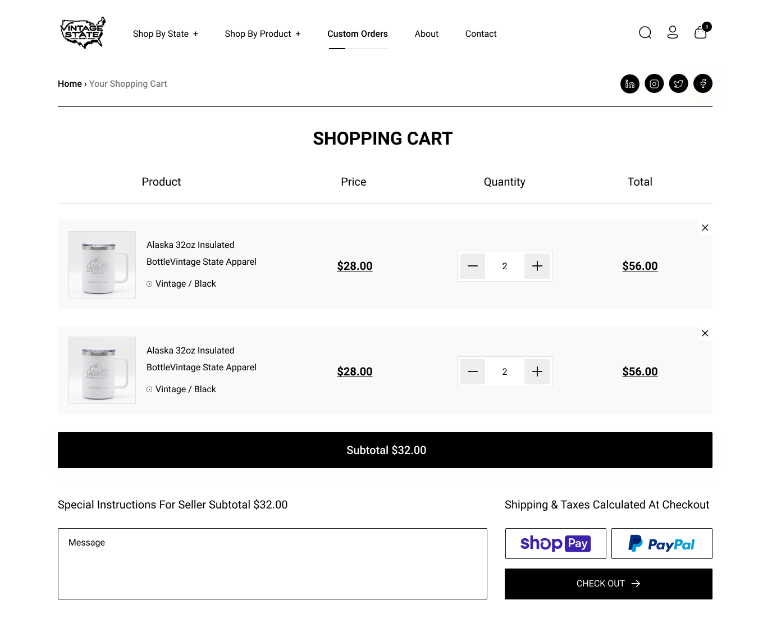 VINTAGE
STATE
Shop By State +
Shop By Product +
Custom Orders
About
Contact
Home › Your Shopping Cart
SHOPPING CART
Product
Price
Quantity
Total
Alaska 32oz Insulated
BottleVintage State Apparel
Vintage / Black
$28.00
2
$56.00
Alaska 32oz Insulated
BottleVintage State Apparel
Vintage / Black
$28.00
2
$56.00
Subtotal $32.00
Special Instructions For Seller Subtotal $32.00
Shipping & Taxes Calculated At Checkout
Message
shop Pay
PayPal
CHECK OUT →